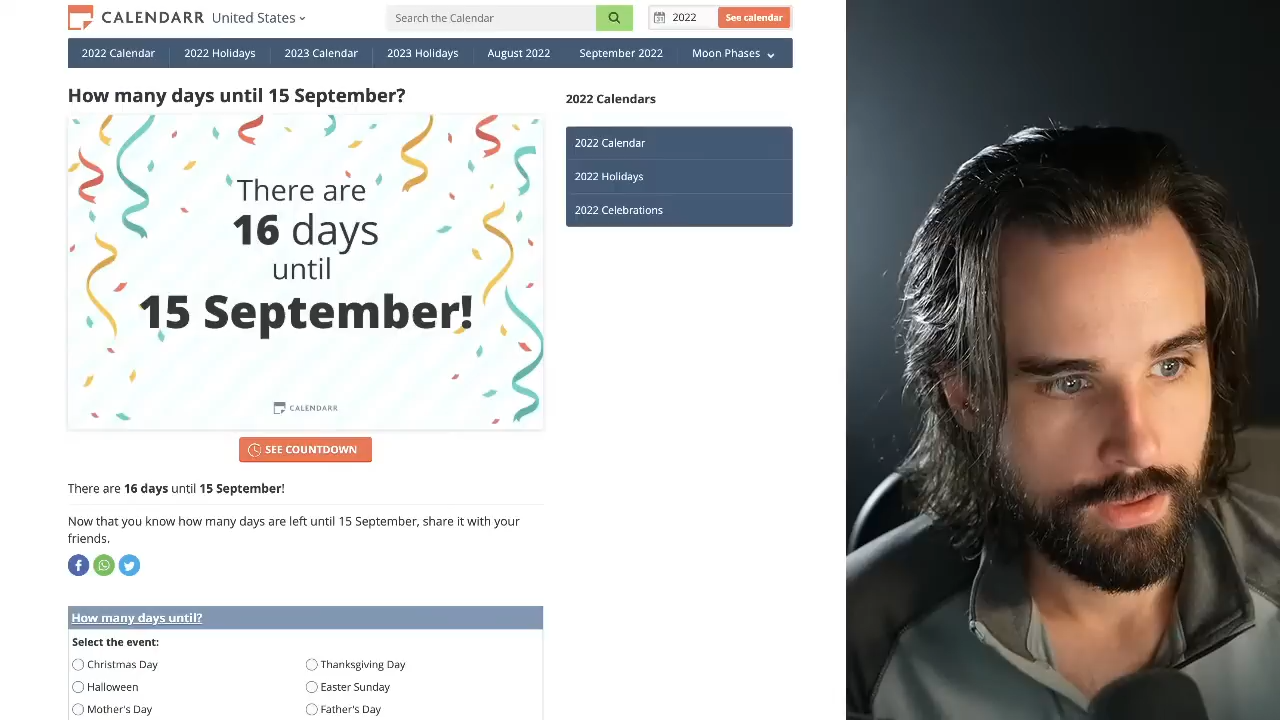 CALENDARR United States
Search the Calendar
2022
See calendar
2022 Calendar
2022 Holidays
2023 Calendar
2023 Holidays
August 2022
September 2022
Moon Phases
How many days until 15 September?
There are
16 days
until
15 September!
CALENDARR
SEE COUNTDOWN
There are 16 days until 15 September!
Now that you know how many days are left until 15 September, share it with your
friends.
How many days until?
Select the event:
Christmas Day
Thanksgiving Day
Halloween
Easter Sunday
Mother's Day
Father's Day
2022 Calendars
2022 Calendar
2022 Holidays
2022 Celebrations